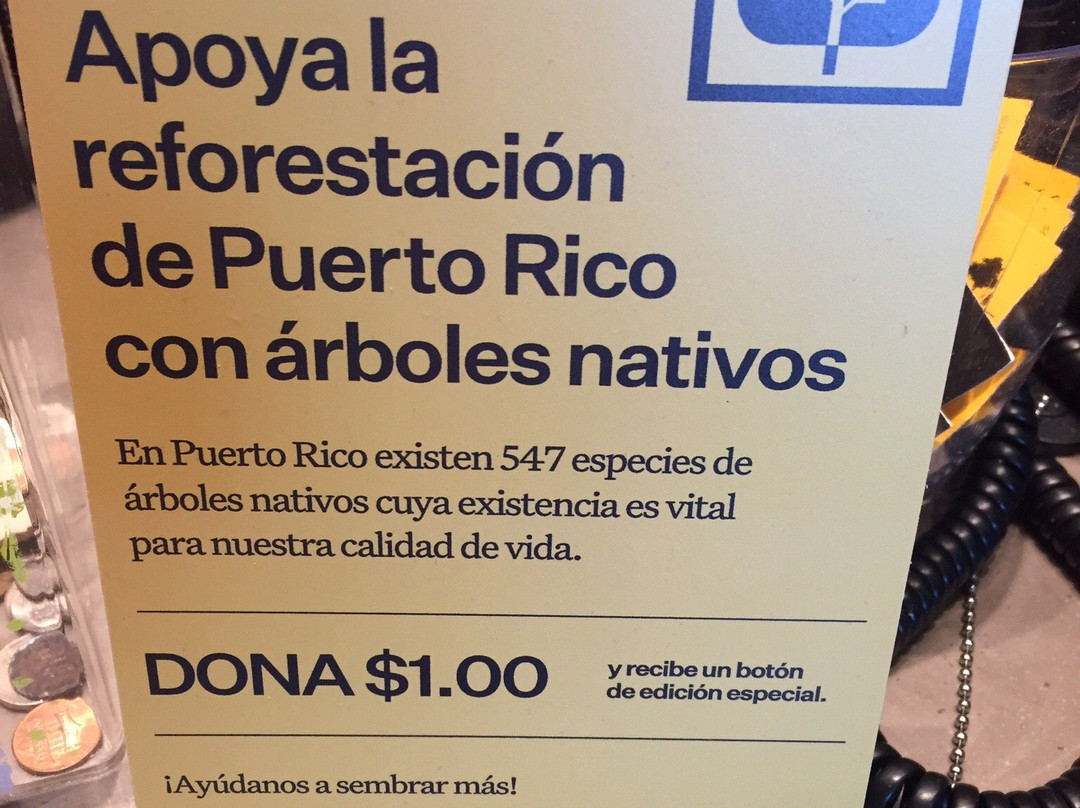 Apoya la
reforestación
de Puerto Rico
con árboles nativos
En Puerto Rico existen 547 especies de
árboles nativos cuya existencia es vital
para nuestra calidad de vida.
DONA $1.00
y recibe un botón
de edición especial.
¡Ayúdanos a sembrar más!